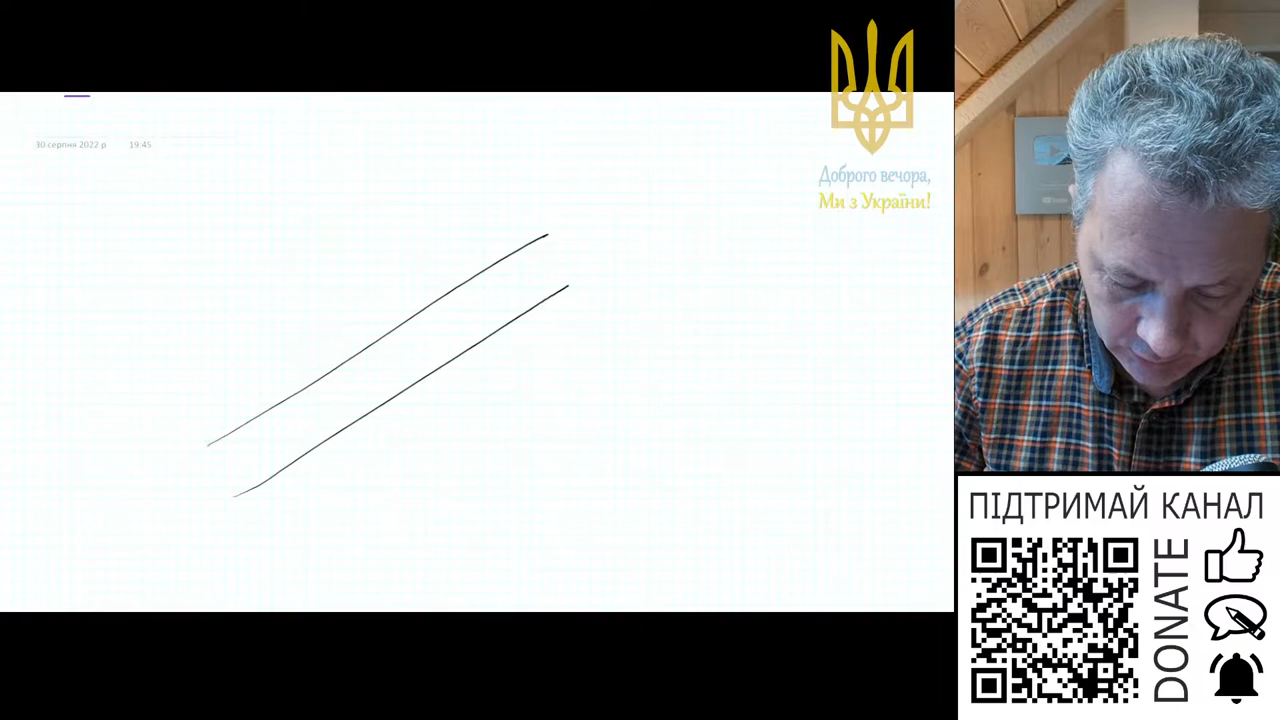 30 серпня 2022 р 19:45
Доброго вечора,
Ми з України!
ПІДТРИМАЙ КАНАЛ
DONATE